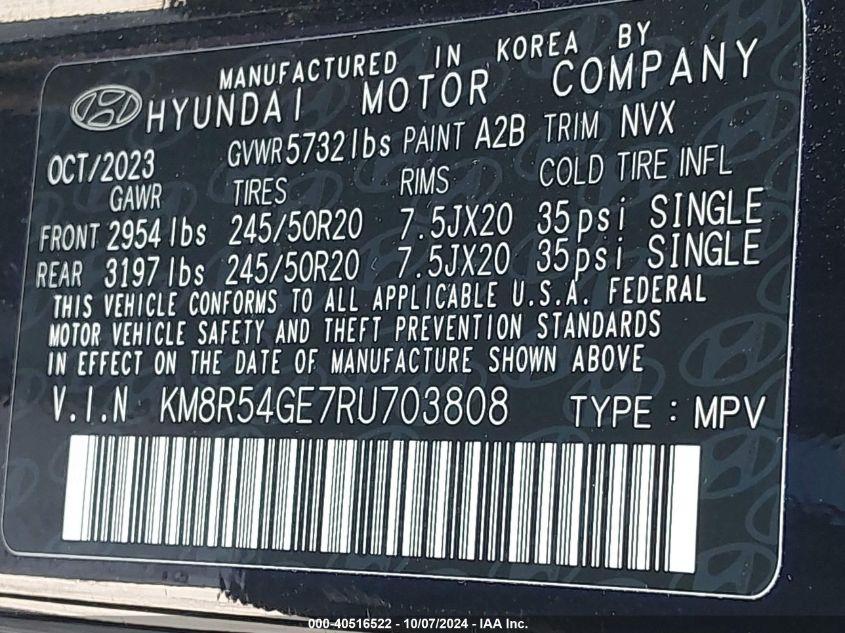 MANUFACTURED IN KOREA BY
HYUNDAI MOTOR COMPANY
OCT/2023 GVWR 5732 lbs PAINT A2B TRIM NVX
GAWR TIRES RIMS COLD TIRE INFL
FRONT 2954 lbs 245/50R20 7.5JX20 35psi SINGLE
REAR 3197 lbs 245/50R20 7.5JX20 35psi SINGLE
THIS VEHICLE CONFORMS TO ALL APPLICABLE U.S.A. FEDERAL
MOTOR VEHICLE SAFETY AND THEFT PREVENTION STANDARDS
IN EFFECT ON THE DATE OF MANUFACTURE SHOWN ABOVE
V.I.N KM8R54GE7RU703808 TYPE : MPV
000-40516522 - 10/07/2024 - IAA Inc.